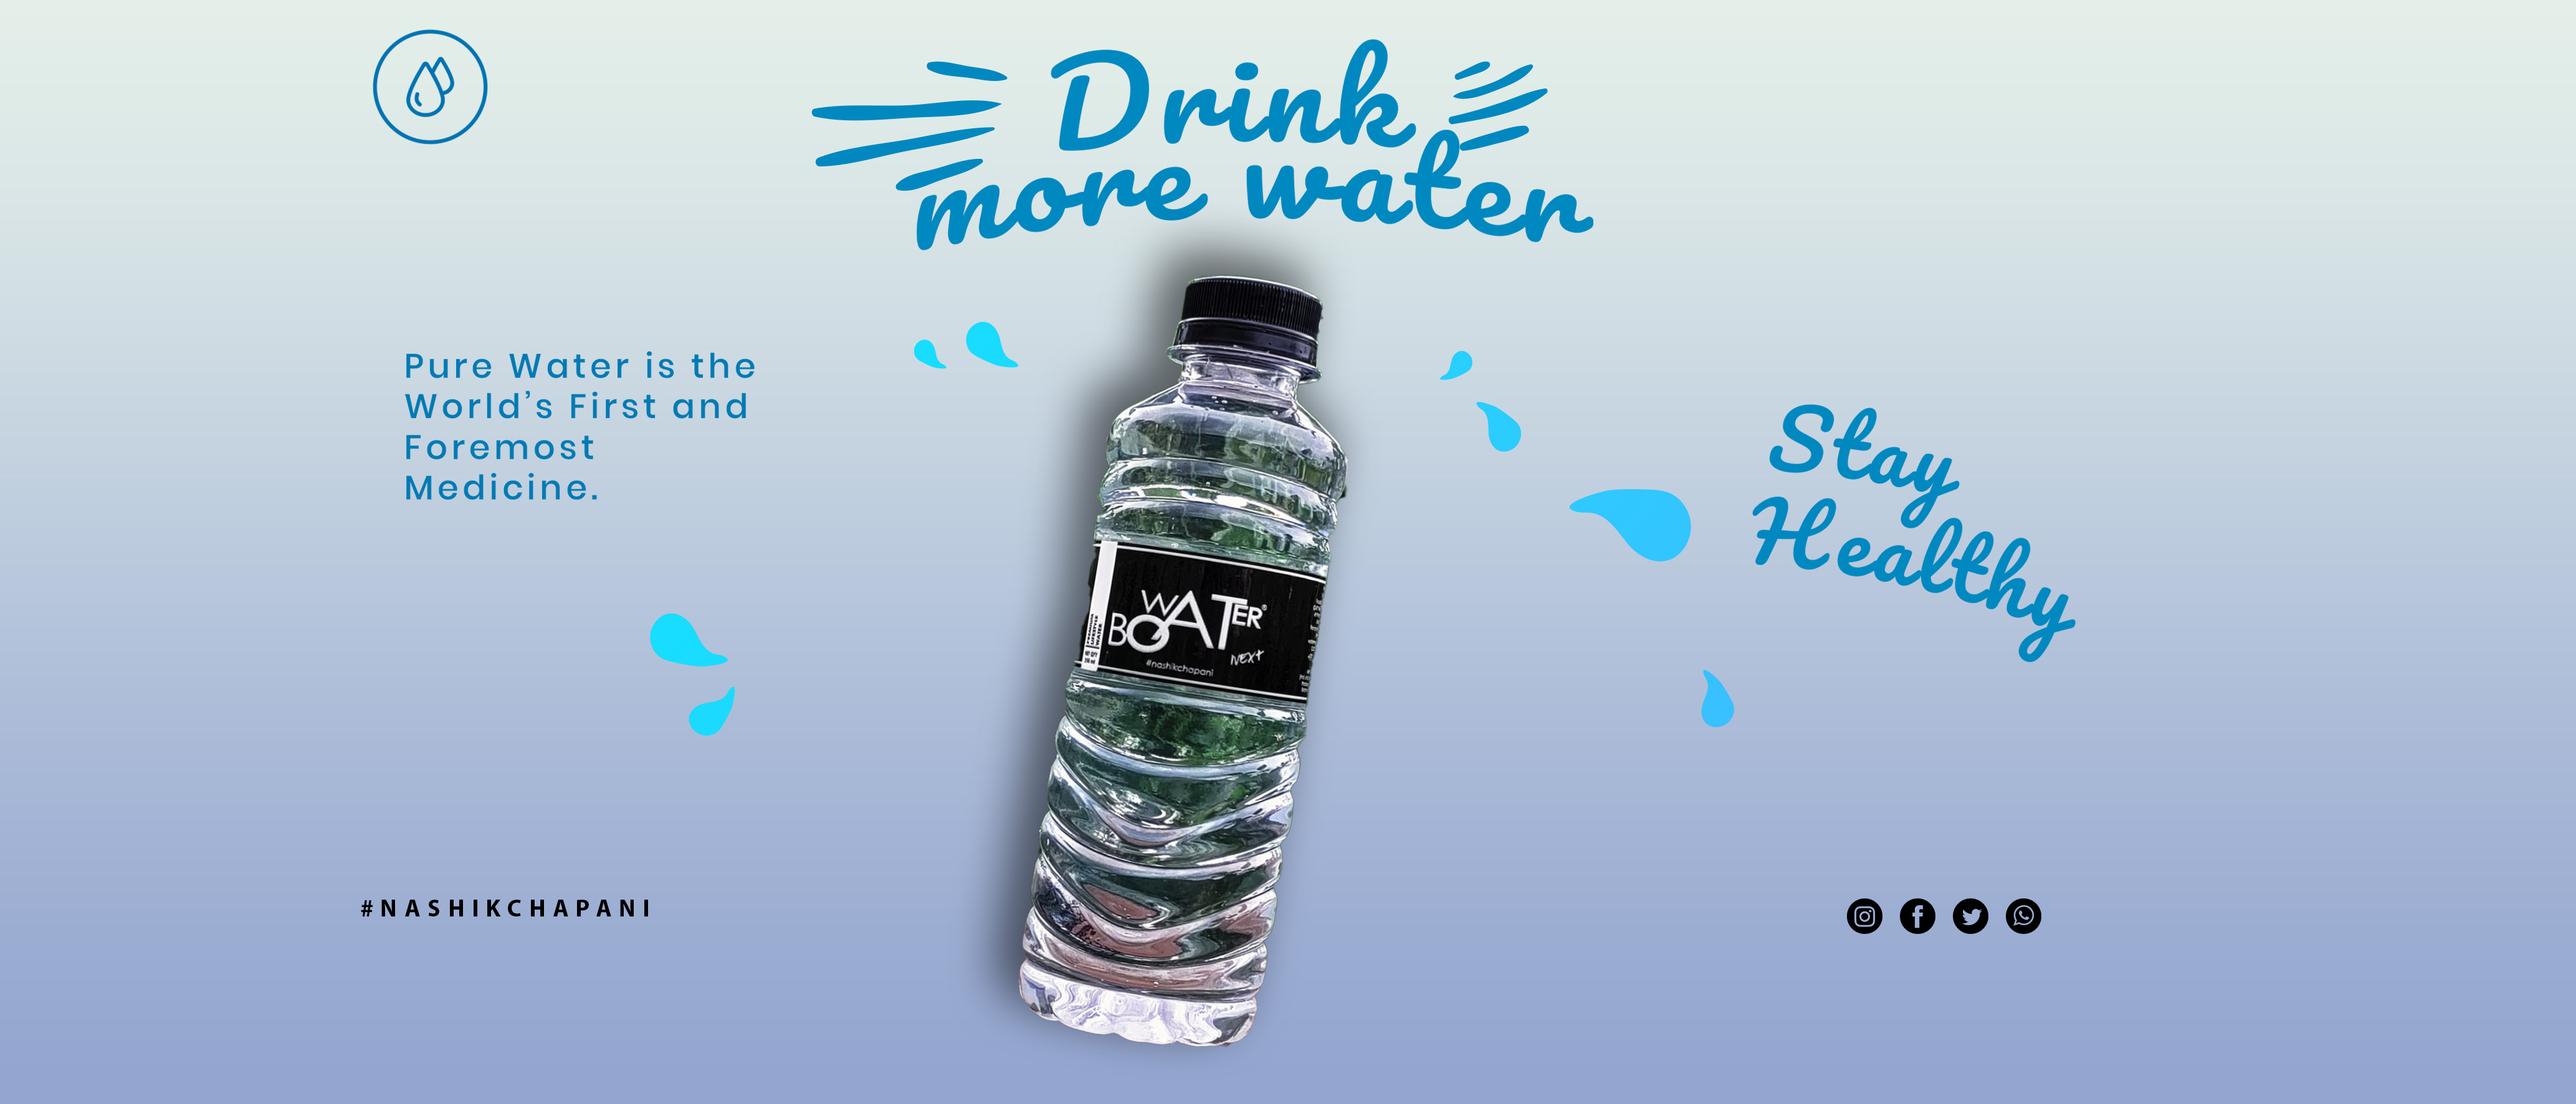 Drink
more water
Pure Water is the
World’s First and
Foremost
Medicine.
Stay
Healthy
WATER®
BOAT
NEXT
#nashikchapani
#NASHIKCHAPANI